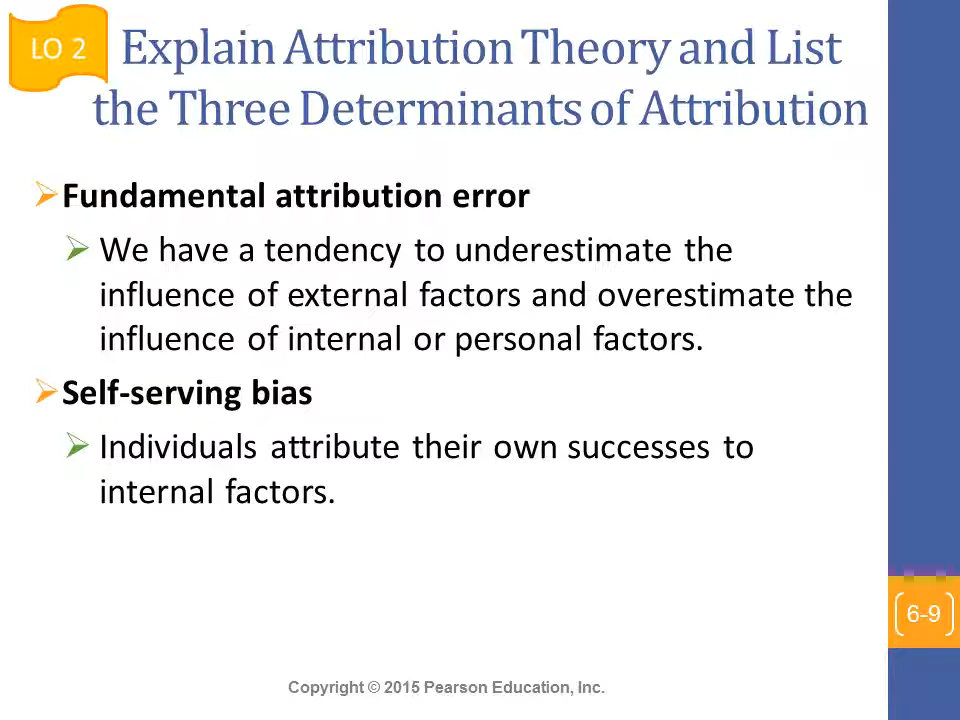 LO 2
Explain Attribution Theory and List
the Three Determinants of Attribution
Fundamental attribution error
We have a tendency to underestimate the
influence of external factors and overestimate the
influence of internal or personal factors.
Self-serving bias
Individuals attribute their own successes to
internal factors.
6-9
Copyright © 2015 Pearson Education, Inc.